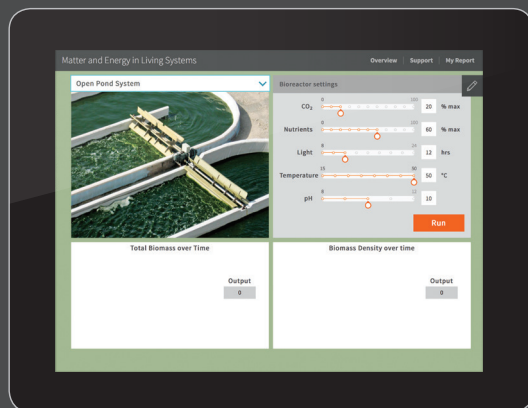 Matter and Energy in Living Systems
Overview | Support | My Report
Open Pond System
Bioreactor settings
CO₂ 0 100 20 % max
Nutrients 0 100 60 % max
Light 8 24 12 hrs
Temperature 15 50 50 °C
pH 8 12 10
Run
Total Biomass over Time
Output
0
Biomass Density over time
Output
0